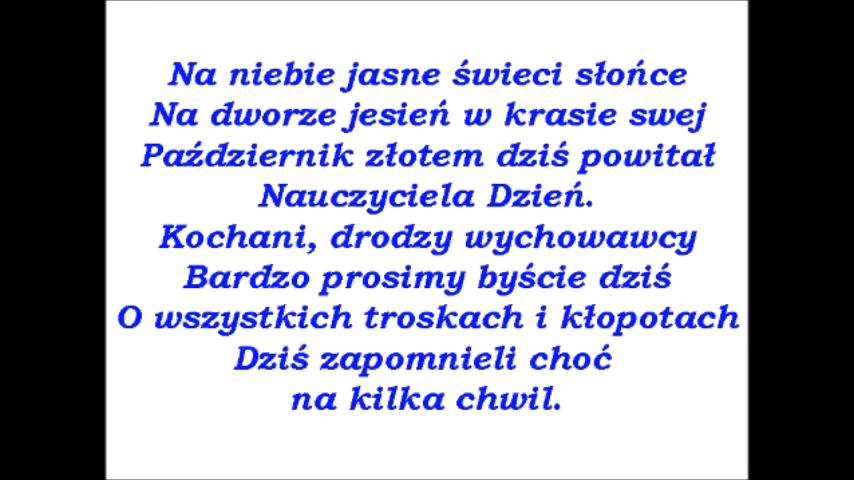 Na niebie jasne świeci słońce
Na dworze jesień w krasie swej
Październik złotem dziś powitał
Nauczyciela Dzień.
Kochani, drodzy wychowawcy
Bardzo prosimy byście dziś
O wszystkich troskach i kłopotach
Dziś zapomnieli choć
na kilka chwil.